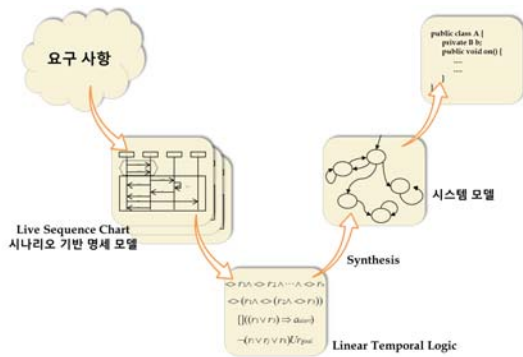 요구 사항
public class A {
private B b;
public void on() {
....
....
}
}
Live Sequence Chart
시나리오 기반 명세 모델
시스템 모델
Synthesis
Linear Temporal Logic